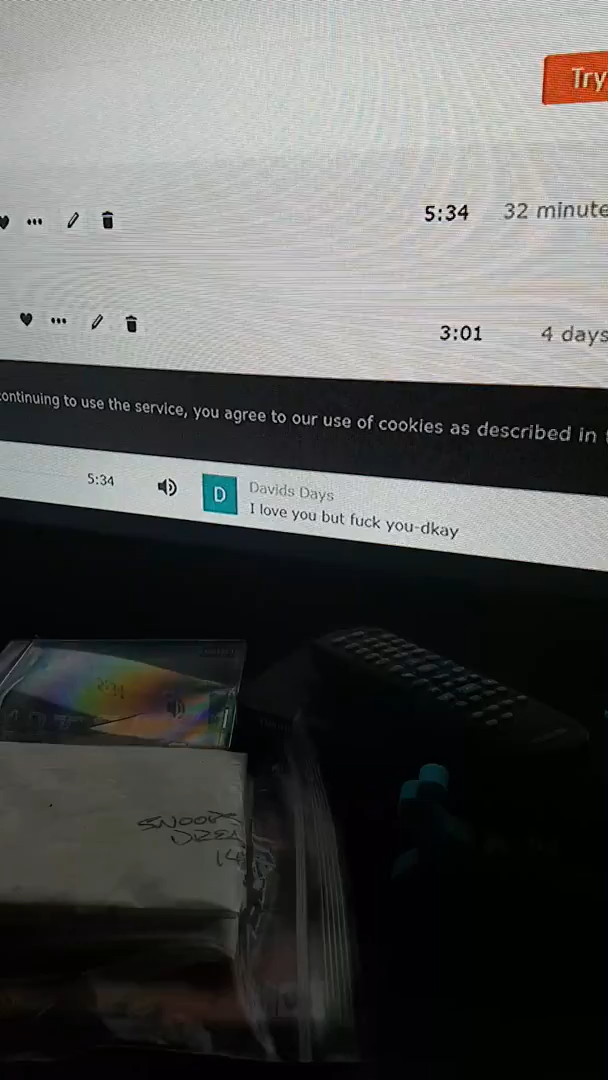 Try
5:34 32 minute
3:01 4 days
continuing to use the service, you agree to our use of cookies as described in
5:34
D
Davids Days
I love you but fuck you-dkay
14